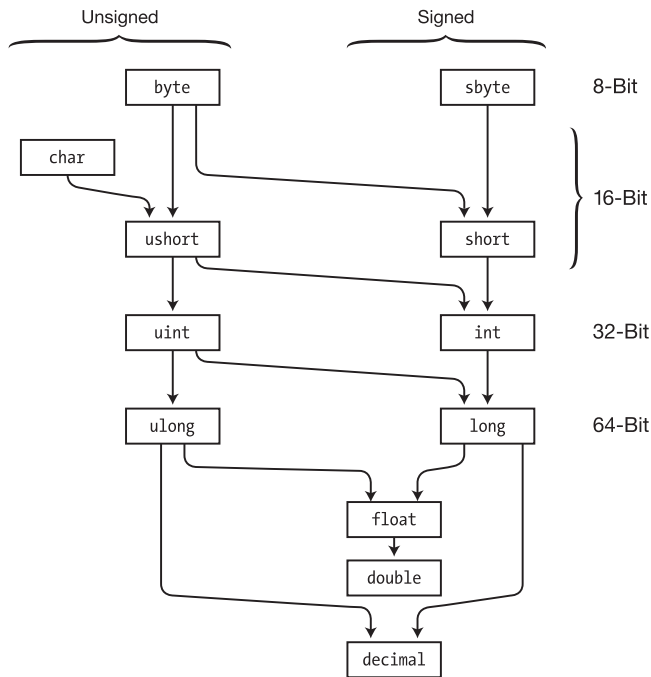 Unsigned Signed
byte sbyte 8-Bit
char
16-Bit
ushort short
uint int 32-Bit
ulong long 64-Bit
float
double
decimal